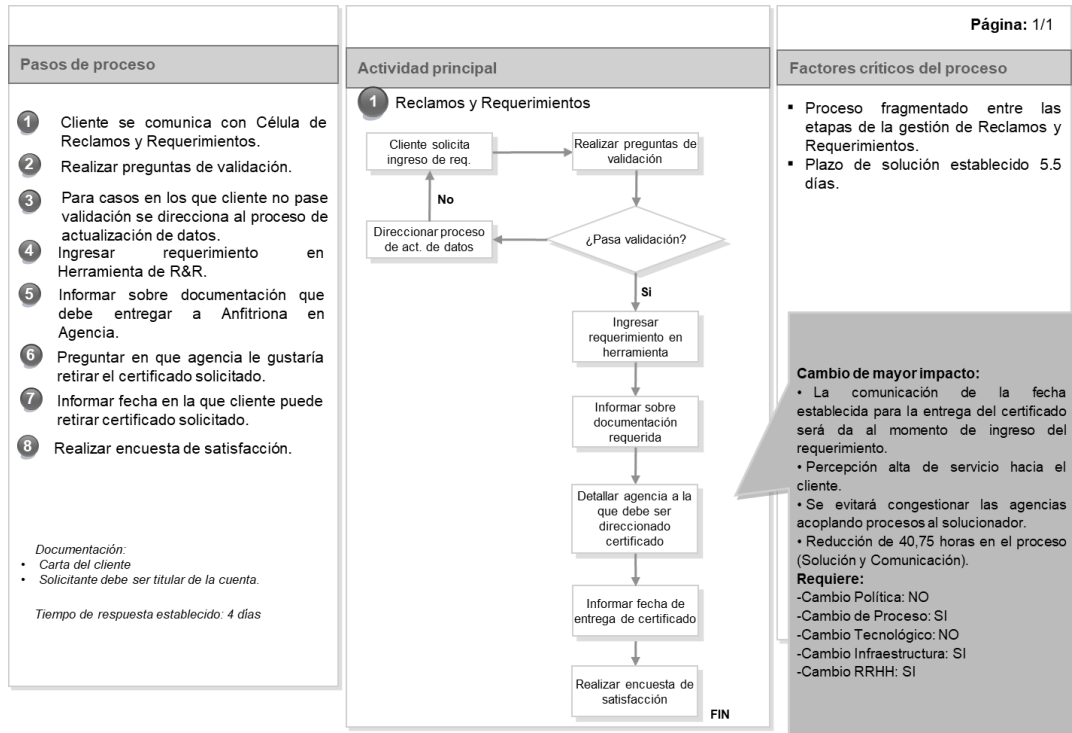 Página: 1/1
Pasos de proceso
1
Cliente se comunica con Célula de
Reclamos y Requerimientos.
2
Realizar preguntas de validación.
3
Para casos en los que cliente no pase
validación se direcciona al proceso de
actualización de datos.
4
Ingresar requerimiento en
Herramienta de R&R.
5
Informar sobre documentación que
debe entregar a Anfitriona en
Agencia.
6
Preguntar en que agencia le gustaría
retirar el certificado solicitado.
7
Informar fecha en la que cliente puede
retirar certificado solicitado.
8
Realizar encuesta de satisfacción.
Documentación:
• Carta del cliente
• Solicitante debe ser titular de la cuenta.
Tiempo de respuesta establecido: 4 días
Actividad principal
1 Reclamos y Requerimientos
Cliente solicita
ingreso de req.
Realizar preguntas de
validación
No
Direccionar proceso
de act. de datos
¿Pasa validación?
Si
Ingresar
requerimiento en
herramienta
Informar sobre
documentación
requerida
Detallar agencia a la
que debe ser
direccionado
certificado
Informar fecha de
entrega de certificado
Realizar encuesta de
satisfacción
FIN
Factores criticos del proceso
▪ Proceso fragmentado entre las
etapas de la gestión de Reclamos y
Requerimientos.
▪ Plazo de solución establecido 5.5
días.
Cambio de mayor impacto:
• La comunicación de la fecha
establecida para la entrega del certificado
será da al momento de ingreso del
requerimiento.
• Percepción alta de servicio hacia el
cliente.
• Se evitará congestionar las agencias
acoplando procesos al solucionador.
• Reducción de 40,75 horas en el proceso
(Solución y Comunicación).
Requiere:
-Cambio Política: NO
-Cambio de Proceso: SI
-Cambio Tecnológico: NO
-Cambio Infraestructura: SI
-Cambio RRHH: SI